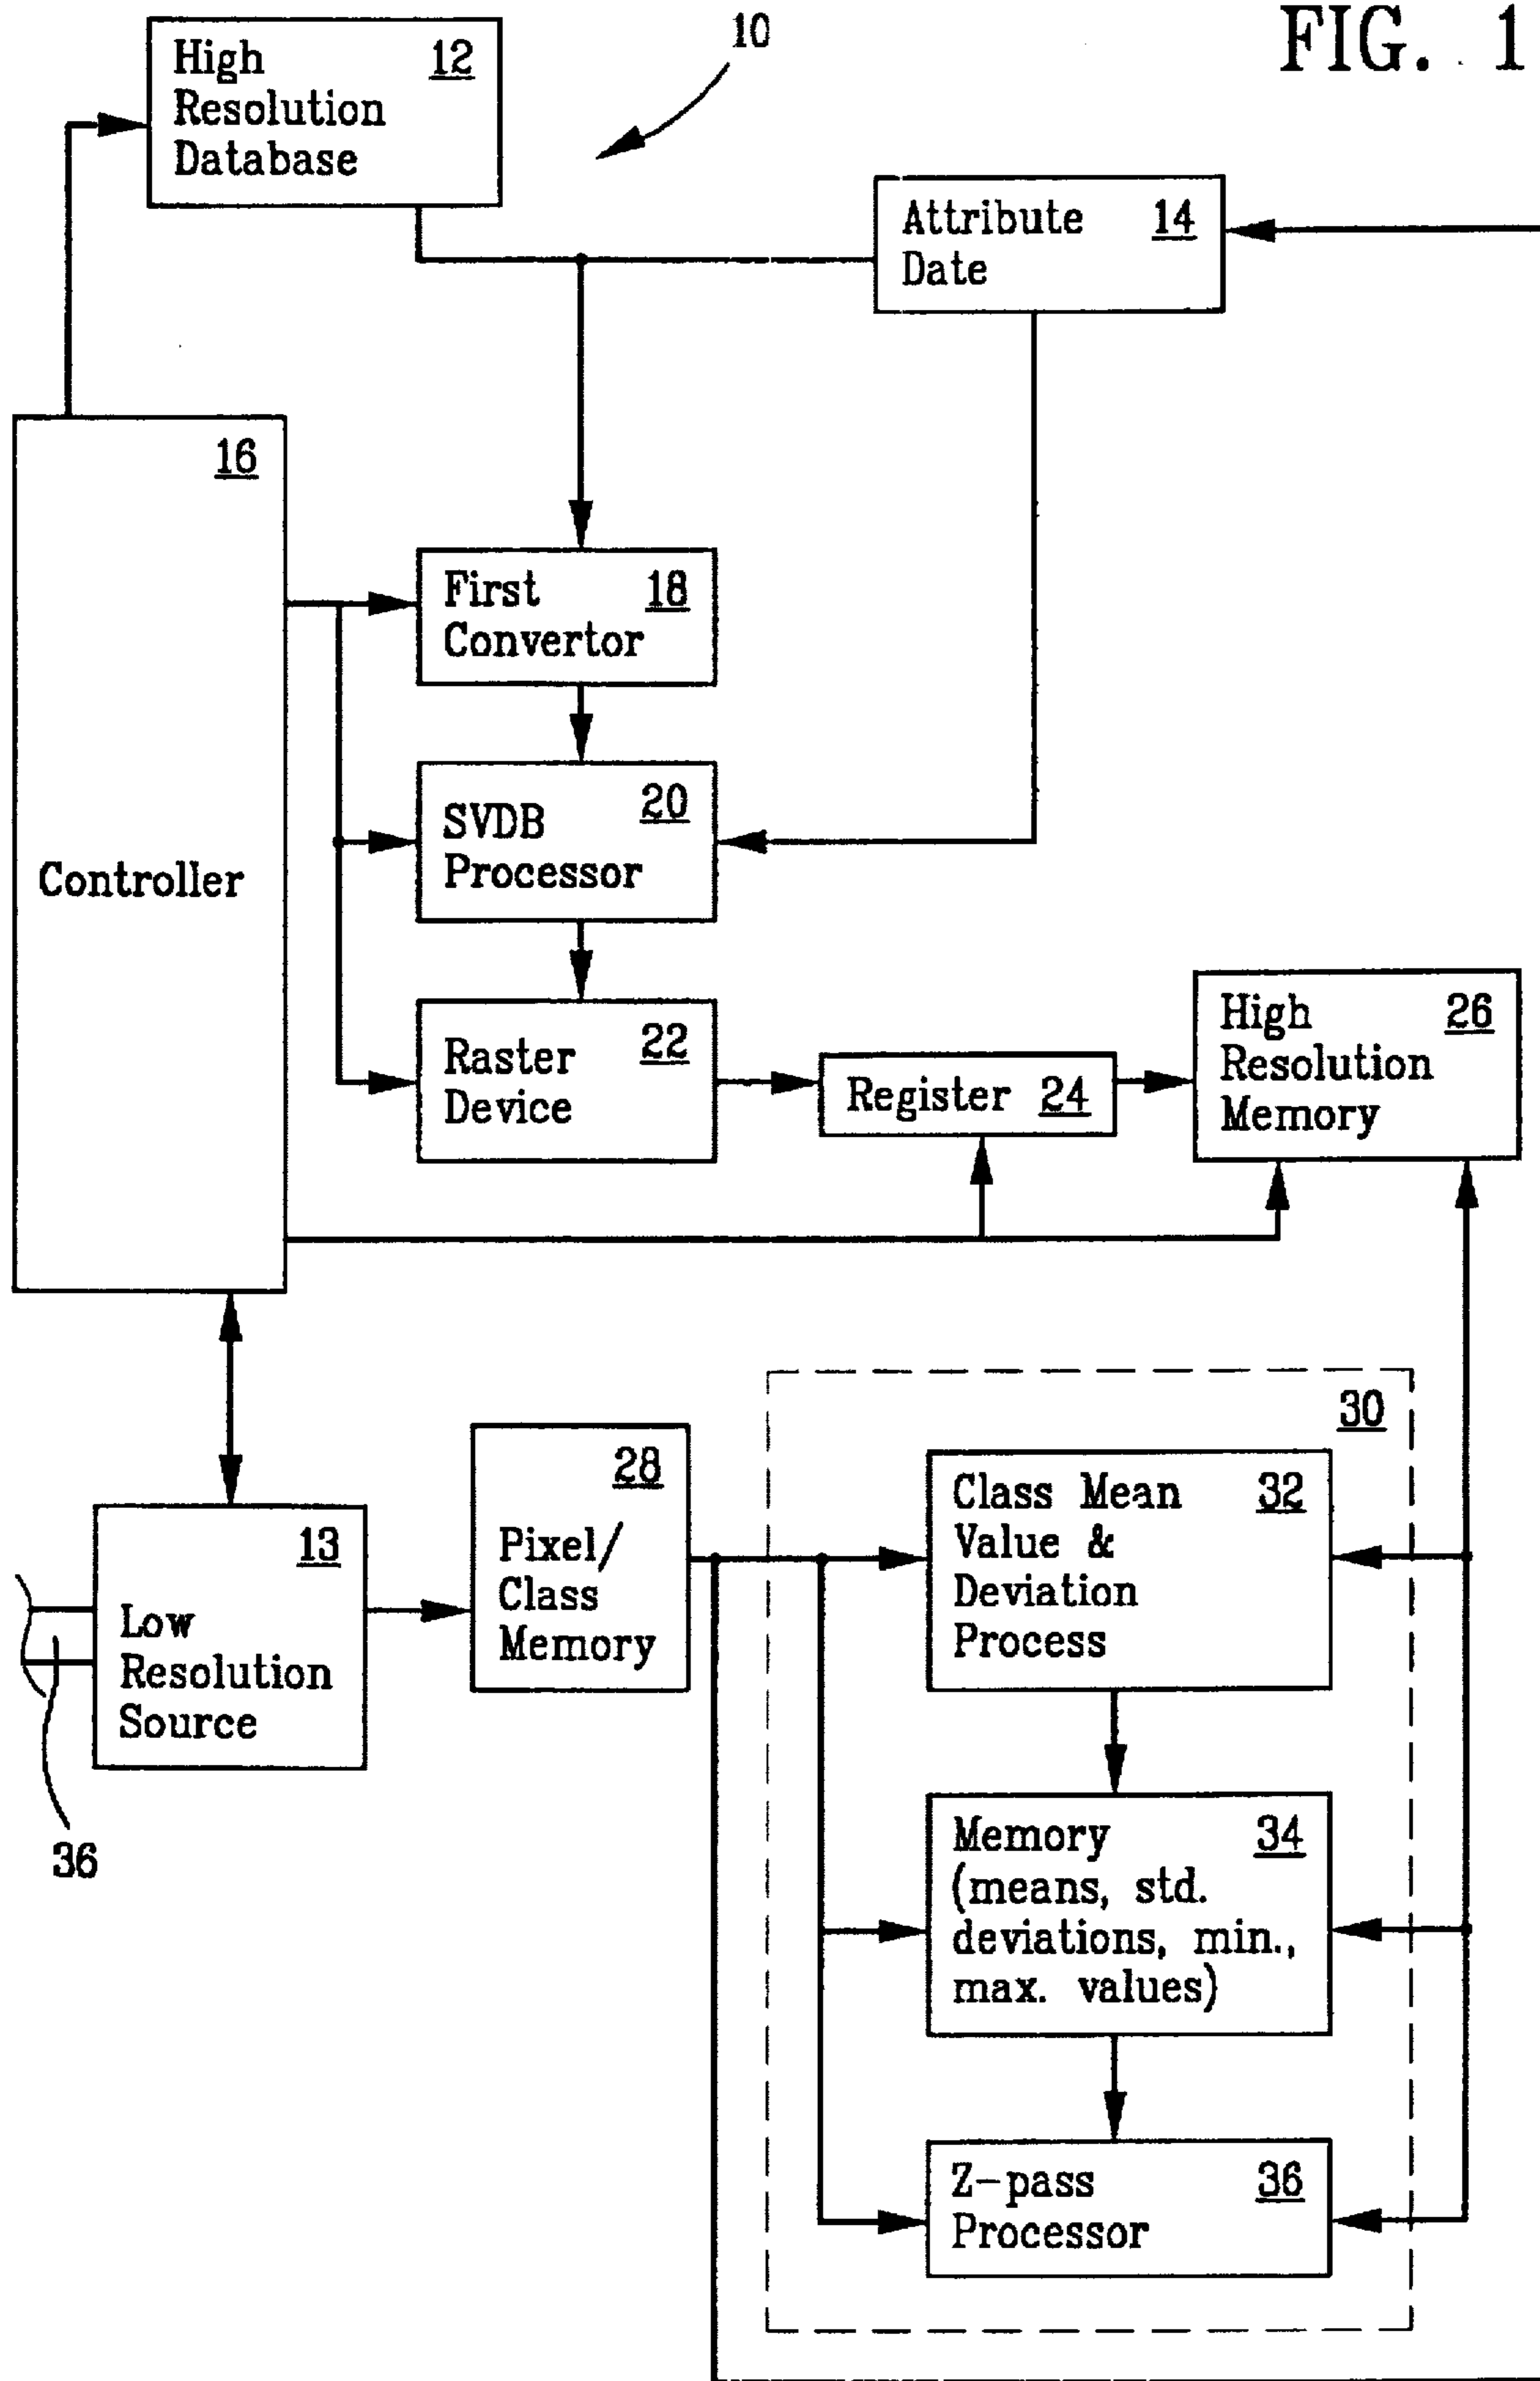 FIG. 1
10
High 12
Resolution
Database
Attribute 14
Date
16
Controller
First 18
Convertor
SVDB 20
Processor
Raster 22
Device
Register 24
High 26
Resolution
Memory
13
Low
Resolution
Source
36
28
Pixel/
Class
Memory
30
Class Mean 32
Value &
Deviation
Process
Memory 34
(means, std.
deviations, min.,
max. values)
Z-pass 36
Processor